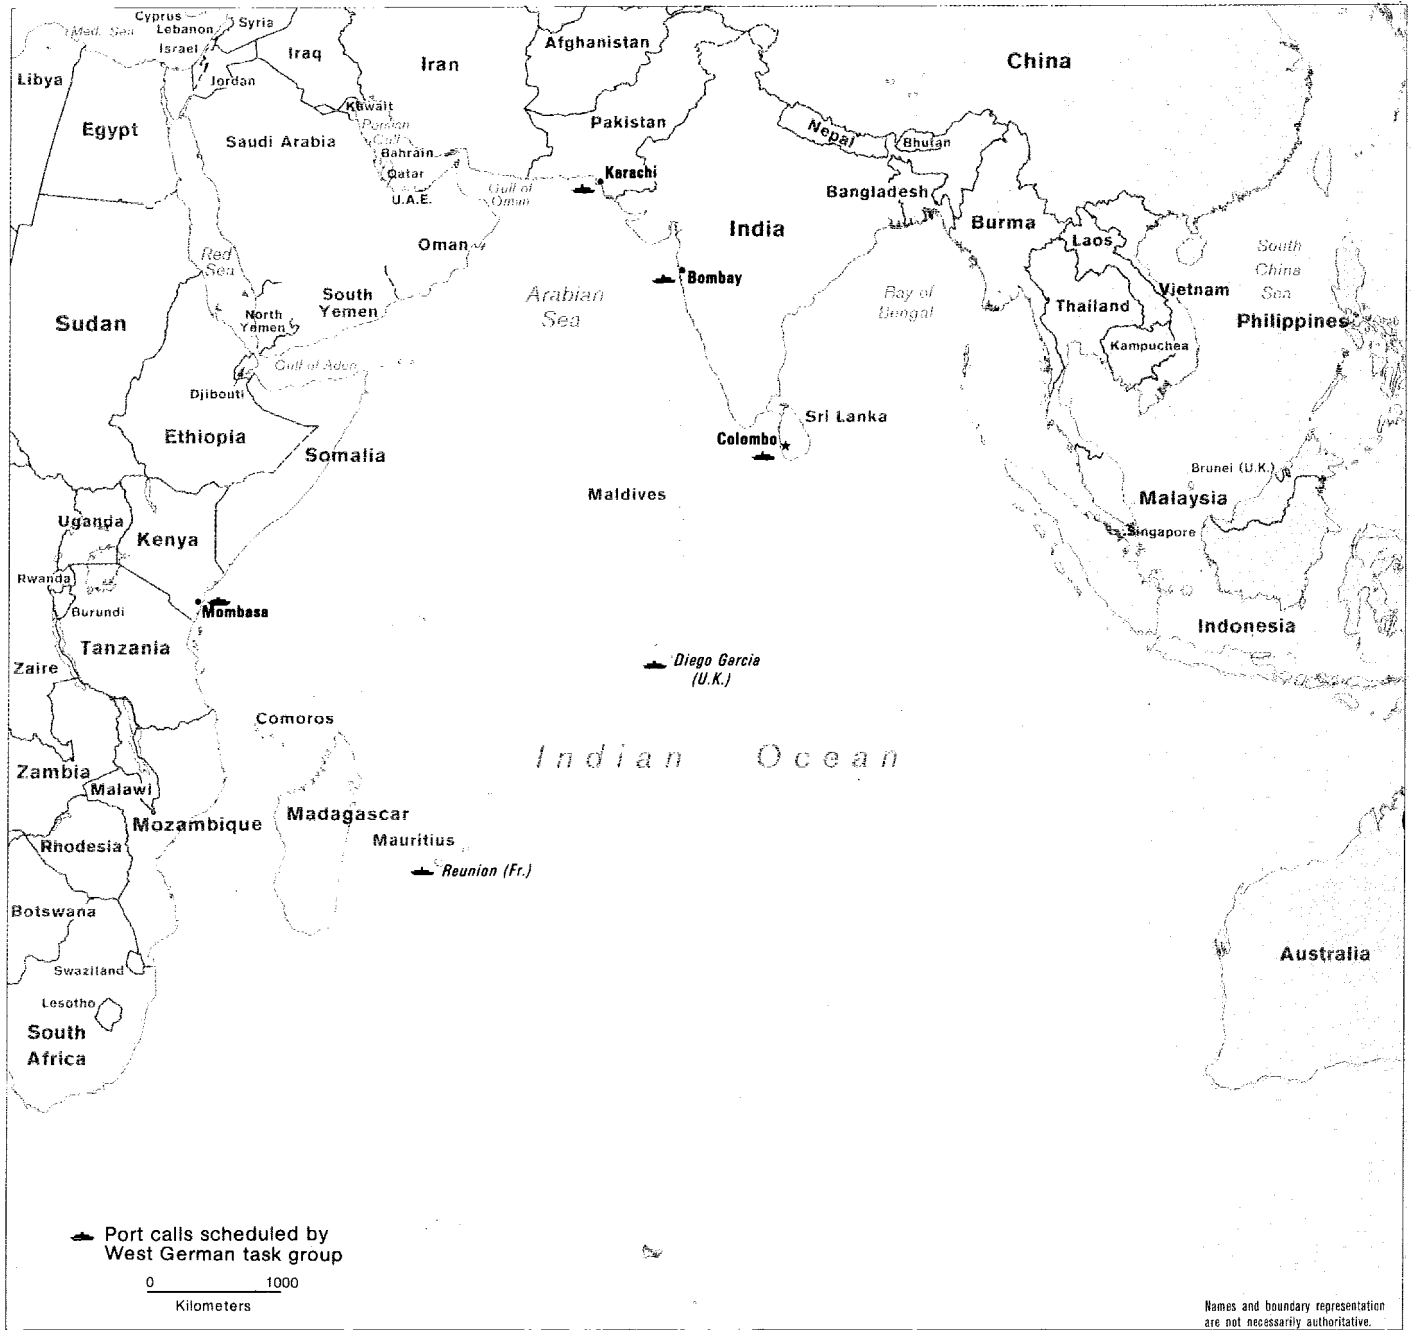 Cyprus
Med. Sea
Lebanon
Syria
Israel
Iraq
Afghanistan
Iran
China
Libya
Jordan
Kuwait
Persian
Gulf
Egypt
Saudi Arabia
Pakistan
Nepal
Bhutan
Bahrain
Qatar
U.A.E.
Karachi
Gulf of
Oman
Bangladesh
Oman
India
Burma
Laos
South
China
Sea
Red
Sea
Bombay
Arabian
Sea
Bay of
Bengal
Vietnam
Thailand
Philippines
South
Yemen
North
Yemen
Sudan
Kampuchea
Gulf of Aden
Djibouti
Sri Lanka
Ethiopia
Colombo
Somalia
Brunei (U.K.)
Maldives
Malaysia
Uganda
Kenya
Singapore
Rwanda
Burundi
Mombasa
Indonesia
Tanzania
Zaire
Diego Garcia
(U.K.)
Comoros
Indian Ocean
Zambia
Malawi
Madagascar
Mozambique
Mauritius
Rhodesia
Reunion (Fr.)
Botswana
Australia
Swaziland
Lesotho
South
Africa
Port calls scheduled by
West German task group
0 1000
Kilometers
Names and boundary representation
are not necessarily authoritative.